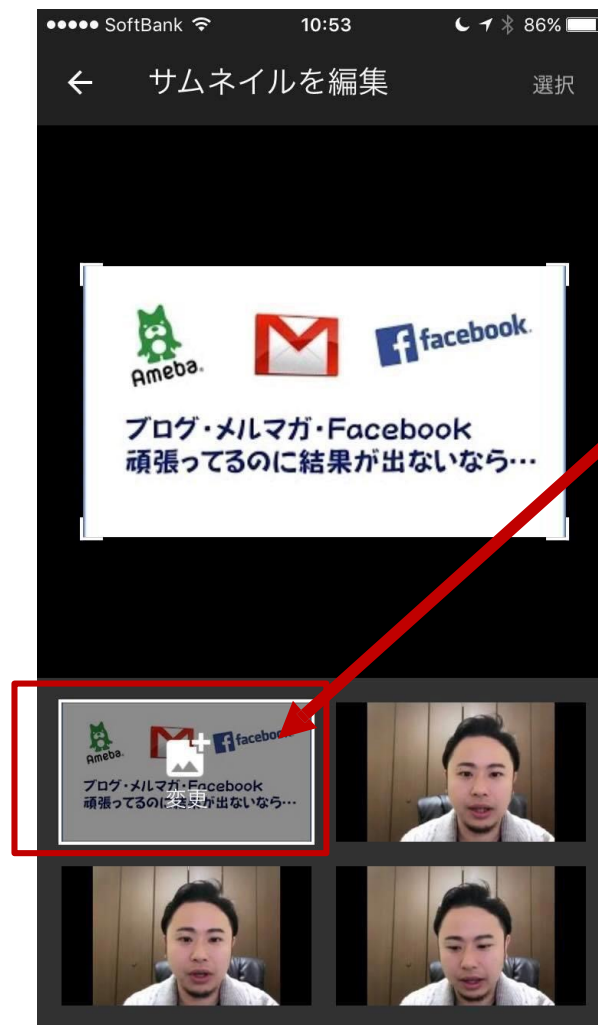 ●●●●● SoftBank 10:53 86%
← サムネイルを編集 選択
Ameba.
facebook.
ブログ・メルマガ・Facebook
頑張ってるのに結果が出ないなら…
Ameba.
facebook
ブログ・メルマガ・Facebook
頑張ってるのに結果が出ないなら…
変更